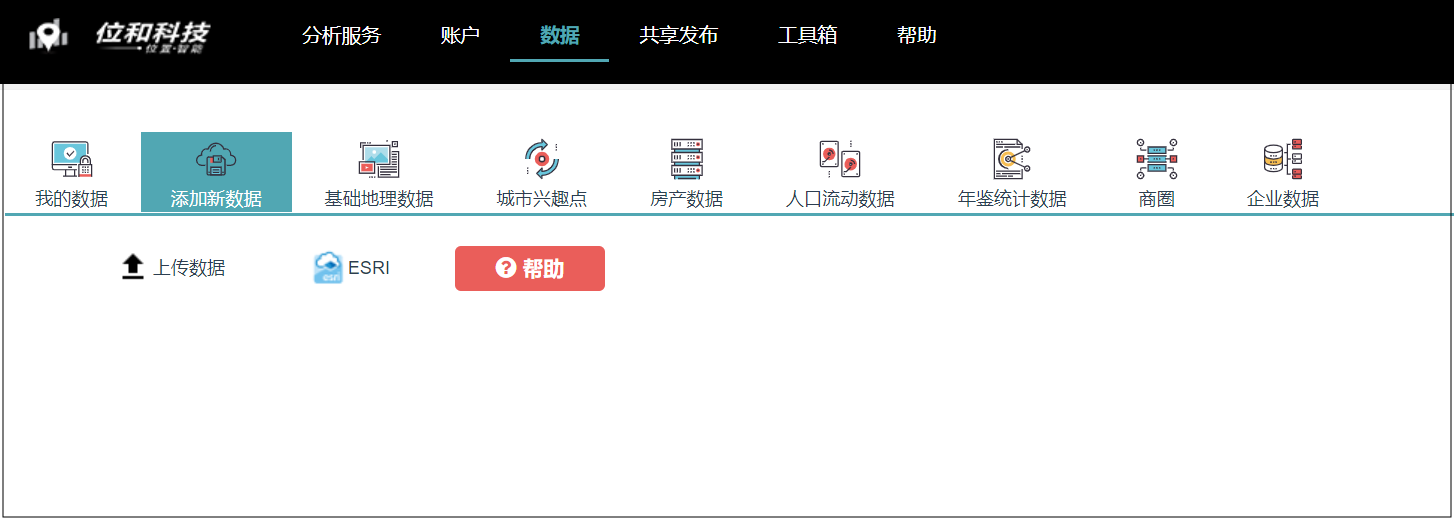 位和科技
位置·智能
分析服务 账户 数据 共享发布 工具箱 帮助
我的数据 添加新数据 基础地理数据 城市兴趣点 房产数据 人口流动数据 年鉴统计数据 商圈 企业数据
上传数据 esri ESRI ? 帮助